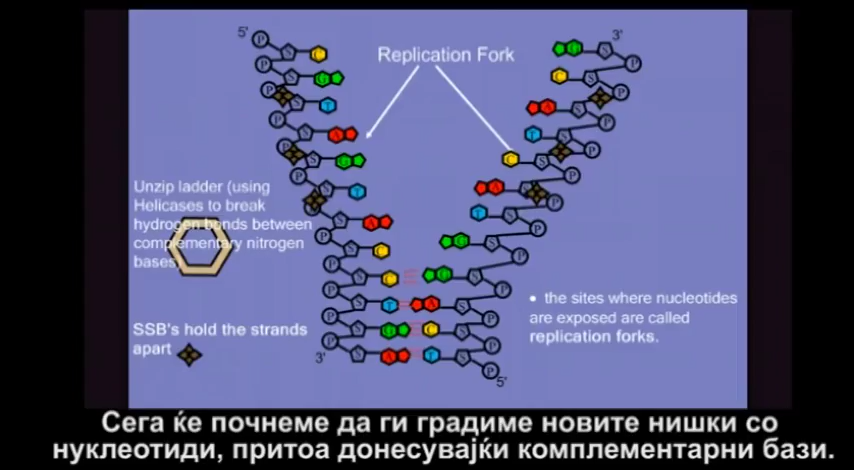 5'
3'
Replication Fork
Unzip ladder (using
Helicases to break
hydrogen bonds between
complementary nitrogen
bases)
SSB's hold the strands
apart
• the sites where nucleotides
are exposed are called
replication forks.
3'
5'
Сега ќе почнеме да ги градиме новите нишки со
нуклеотиди, притоа донесувајќи комплементарни бази.